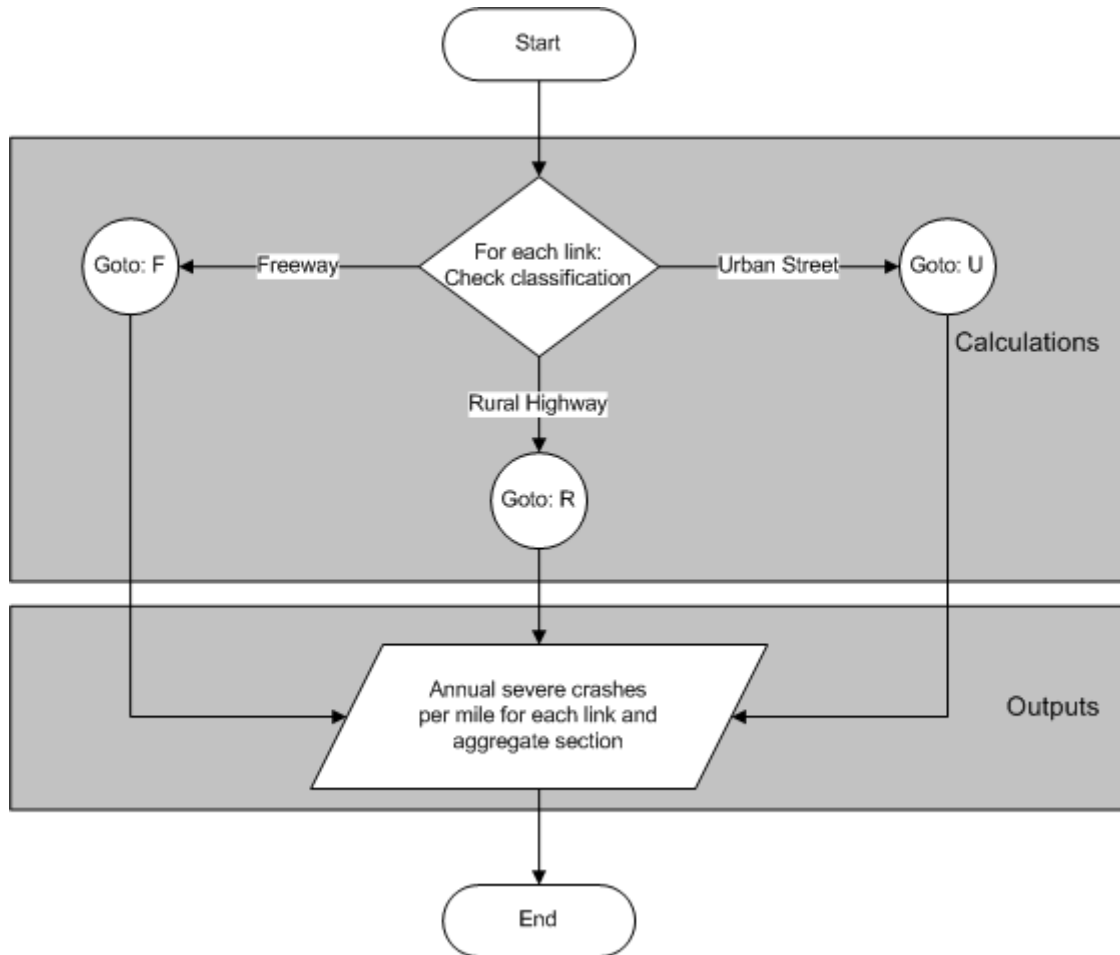 Start
For each link:
Check classification
Goto: F
Freeway
Urban Street
Goto: U
Calculations
Rural Highway
Goto: R
Annual severe crashes
per mile for each link and
aggregate section
Outputs
End